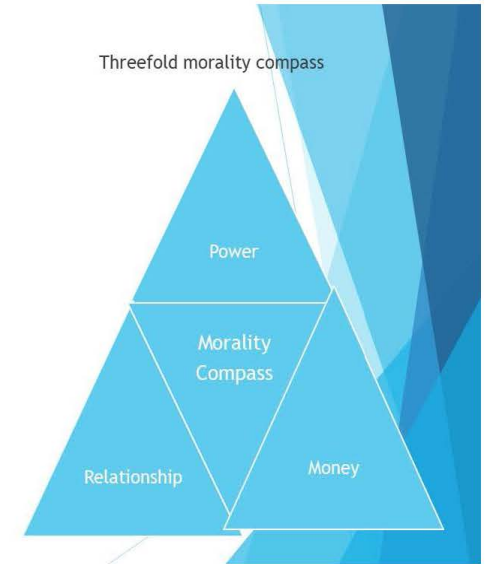 Threefold morality compass
Power
Morality
Compass
Relationship
Money